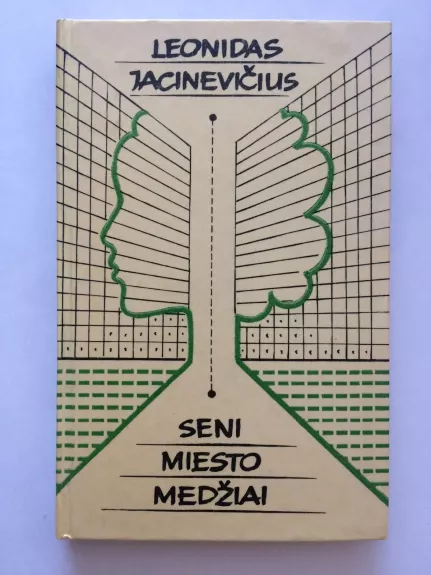 LEONIDAS
JACINEVIČIUS
SENI
MIESTO
MEDŽIAI